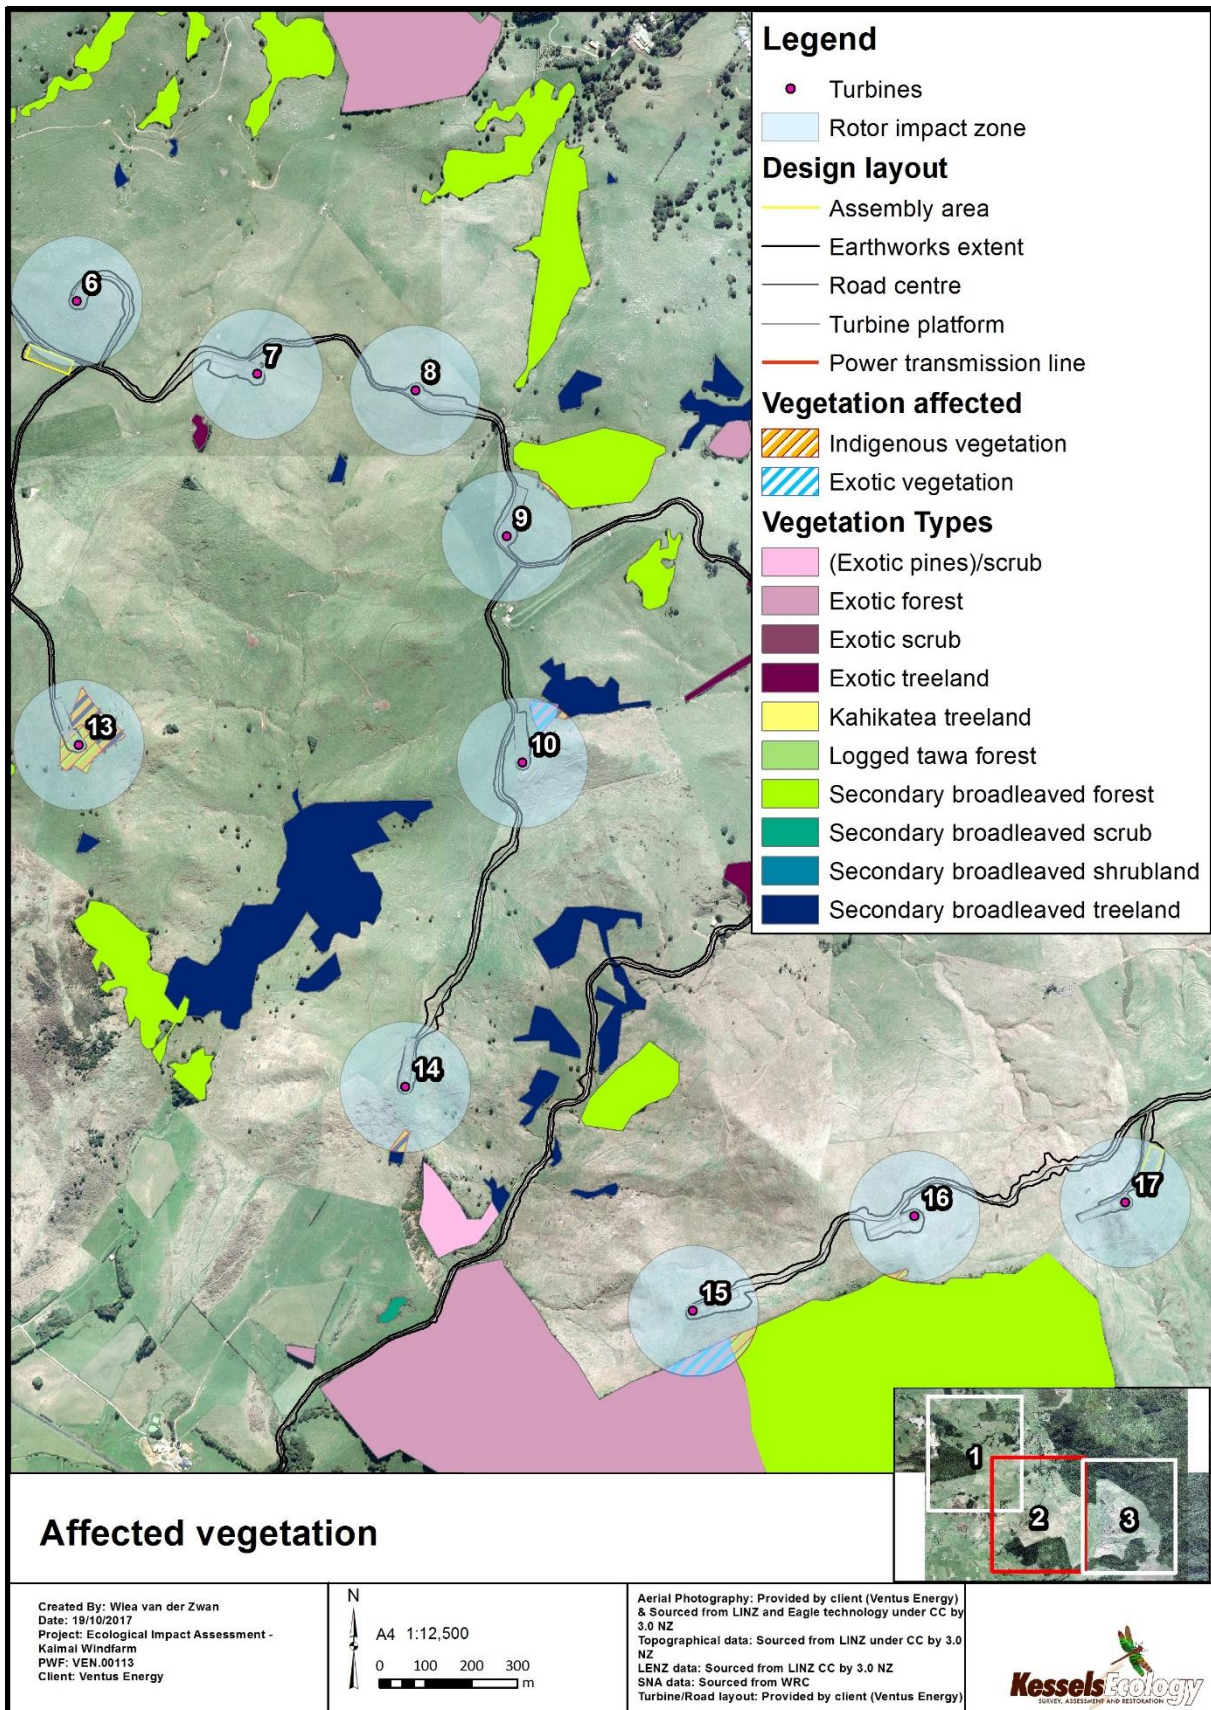 Legend
Turbines
Rotor impact zone
Design layout
Assembly area
Earthworks extent
Road centre
Turbine platform
Power transmission line
Vegetation affected
Indigenous vegetation
Exotic vegetation
Vegetation Types
(Exotic pines)/scrub
Exotic forest
Exotic scrub
Exotic treeland
Kahikatea treeland
Logged tawa forest
Secondary broadleaved forest
Secondary broadleaved scrub
Secondary broadleaved shrubland
Secondary broadleaved treeland
6
7
8
9
13
10
14
16
17
15
1
2
3
Affected vegetation
Created By: Wiea van der Zwan
Date: 19/10/2017
Project: Ecological Impact Assessment -
Kaimai Windfarm
PWF: VEN.00113
Client: Ventus Energy
N
A4 1:12,500
0 100 200 300
m
Aerial Photography: Provided by client (Ventus Energy)
& Sourced from LINZ and Eagle technology under CC by
3.0 NZ
Topographical data: Sourced from LINZ under CC by 3.0
NZ
LENZ data: Sourced from LINZ CC by 3.0 NZ
SNA data: Sourced from WRC
Turbine/Road layout: Provided by client (Ventus Energy)
KesselsEcology
SURVEY, ASSESSMENT AND RESTORATION